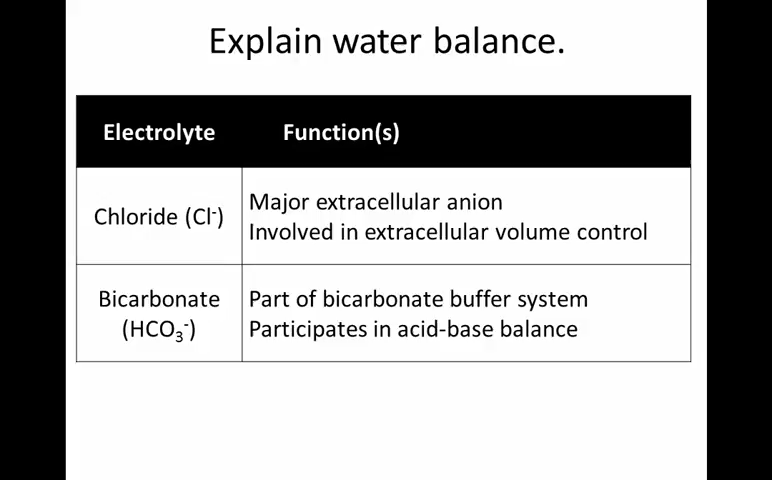 Explain water balance.
Electrolyte Function(s)
Chloride (Cl⁻)
Major extracellular anion
Involved in extracellular volume control
Bicarbonate
(HCO₃⁻)
Part of bicarbonate buffer system
Participates in acid-base balance